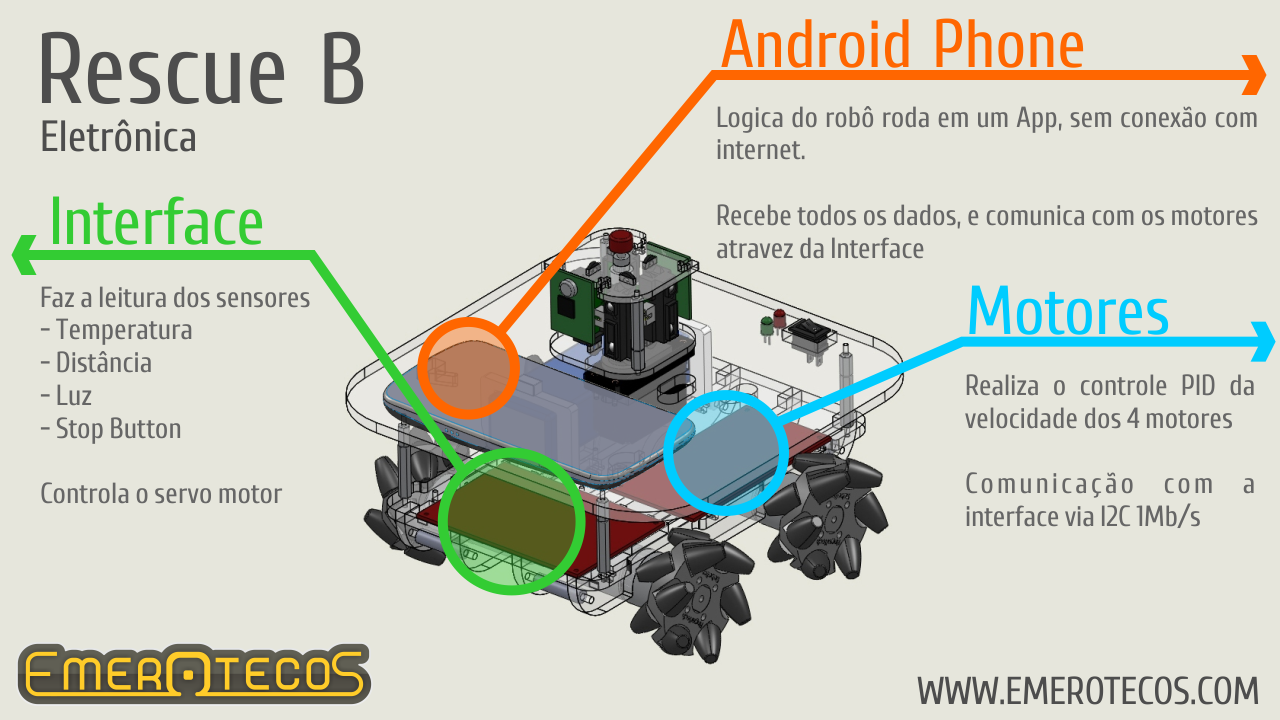 Rescue B
Eletrônica
Interface
Faz a leitura dos sensores
- Temperatura
- Distância
- Luz
- Stop Button
Controla o servo motor
Android Phone
Logica do robô roda em um App, sem conexão com
internet.
Recebe todos os dados, e comunica com os motores
atravez da Interface
Motores
Realiza o controle PID da
velocidade dos 4 motores
Comunicação com a
interface via I2C 1Mb/s
EMEROTECOS
WWW.EMEROTECOS.COM